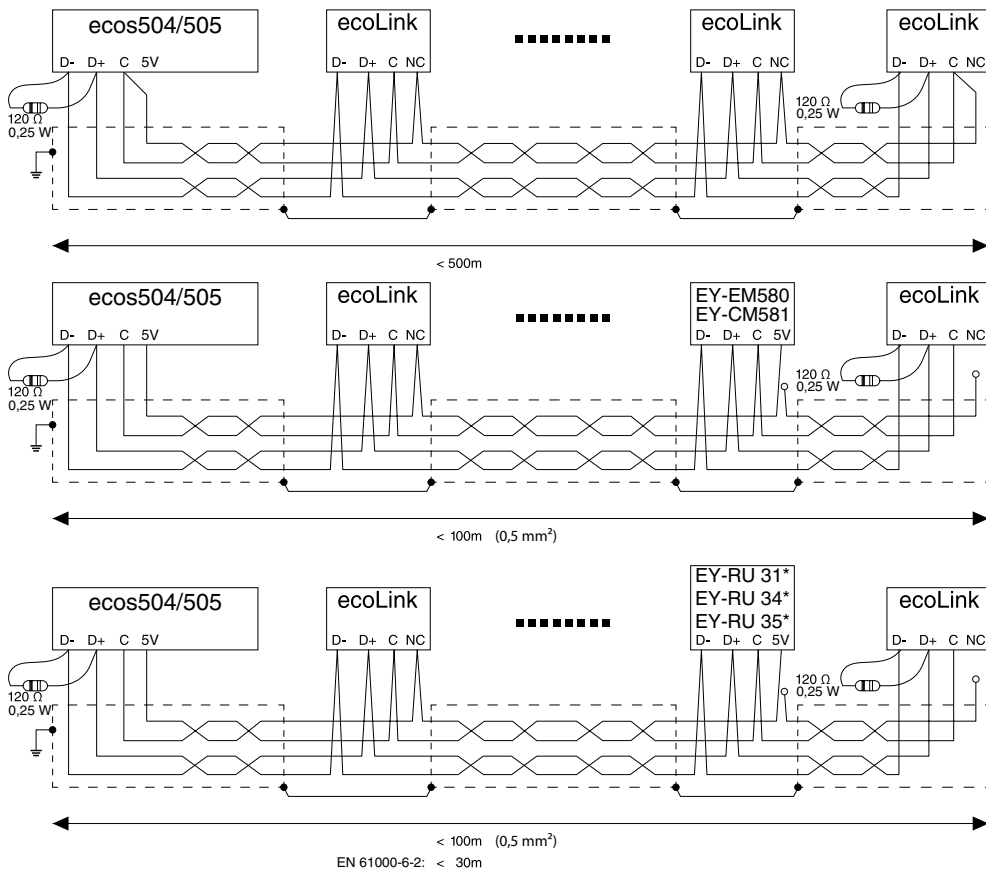 ecos504/505 ecoLink ecoLink ecoLink
D- D+ C 5V D- D+ C NC D- D+ C NC D- D+ C NC
120 Ω 120 Ω
0,25 W 0,25 W
< 500m
ecos504/505 ecoLink EY-EM580 ecoLink
EY-CM581
D- D+ C 5V D- D+ C NC D- D+ C 5V D- D+ C NC
120 Ω 120 Ω
0,25 W 0,25 W
< 100m (0,5 mm²)
ecos504/505 ecoLink EY-RU 31* ecoLink
EY-RU 34*
EY-RU 35*
D- D+ C 5V D- D+ C NC D- D+ C 5V D- D+ C NC
120 Ω 120 Ω
0,25 W 0,25 W
< 100m (0,5 mm²)
EN 61000-6-2: < 30m